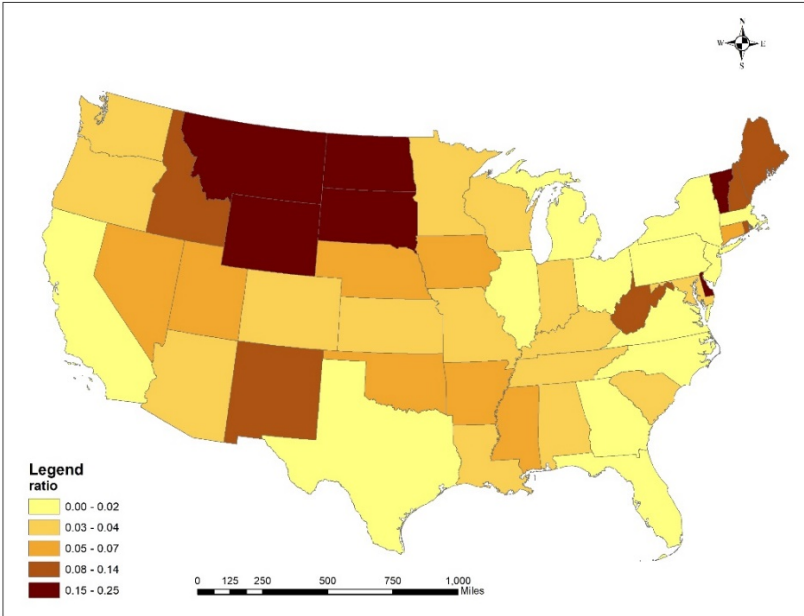 N
W E
S
Legend
ratio
0.00 - 0.02
0.03 - 0.04
0.05 - 0.07
0.08 - 0.14
0.15 - 0.25
0 125 250 500 750 1,000
Miles